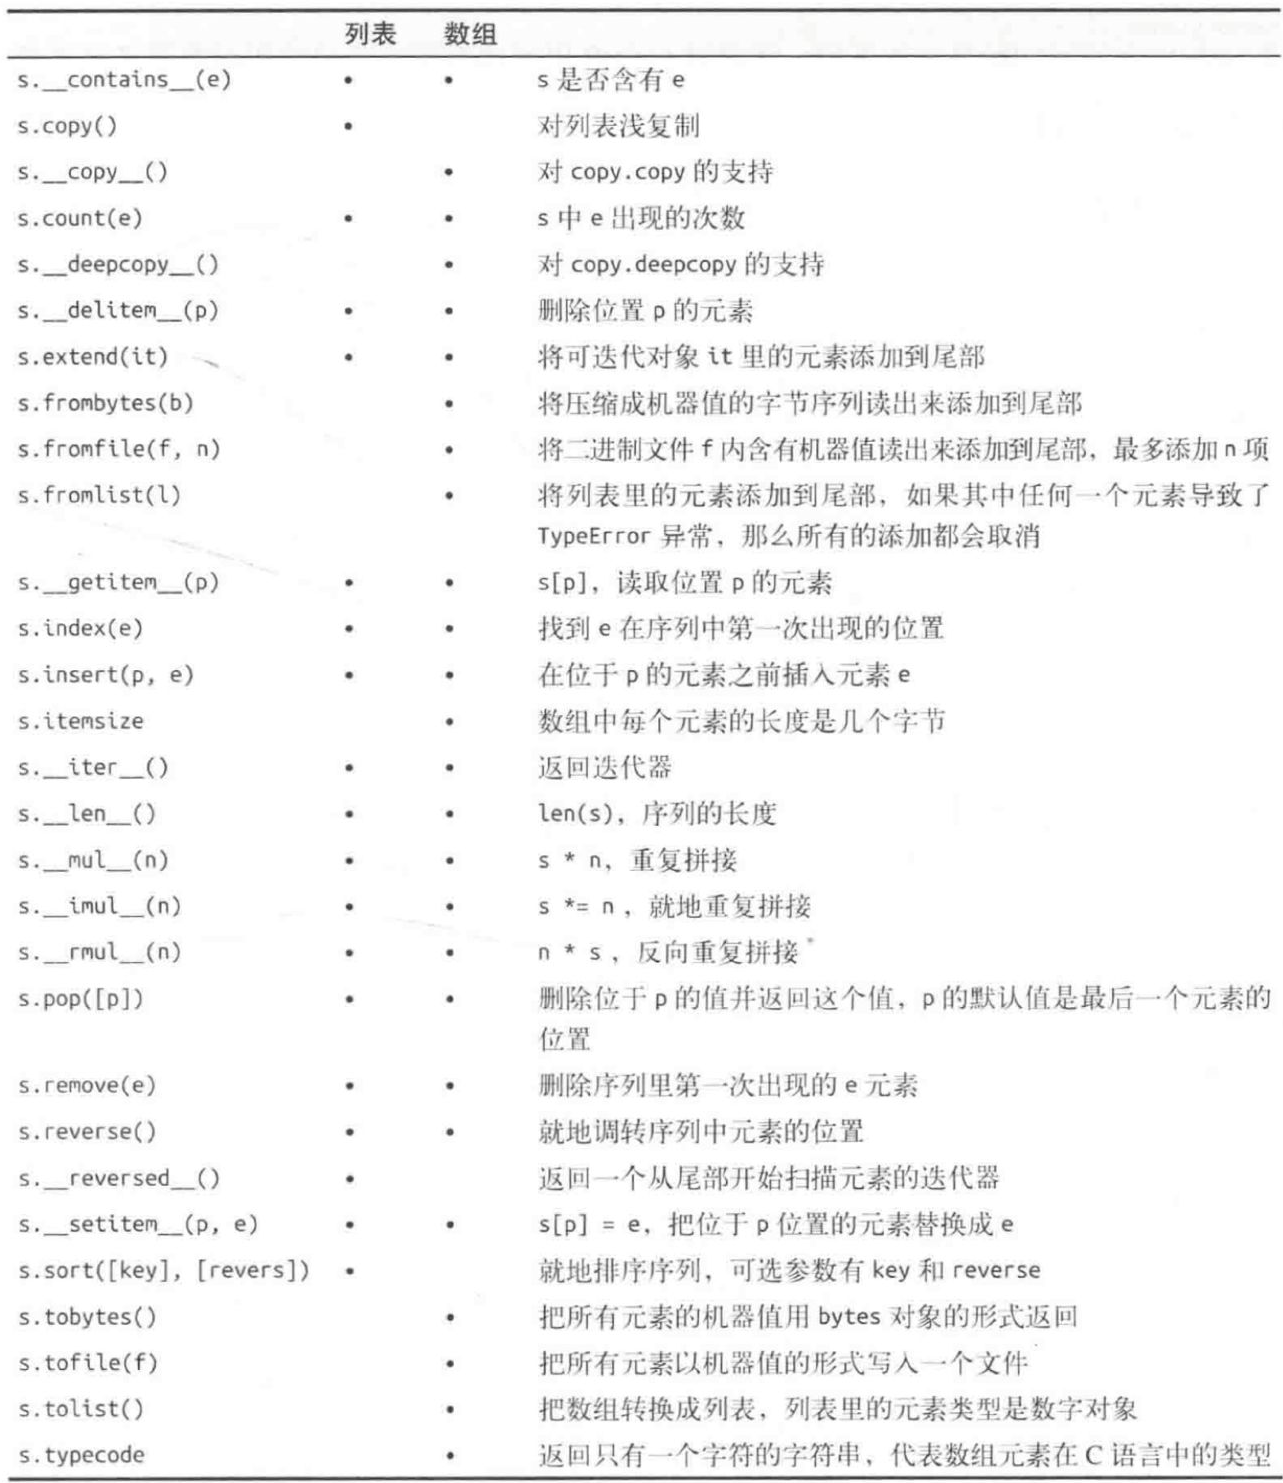 列表 数组
s.__contains__(e) • • s 是否含有 e
s.copy() • 对列表浅复制
s.__copy__() • 对 copy.copy 的支持
s.count(e) • • s 中 e 出现的次数
s.__deepcopy__() • 对 copy.deepcopy 的支持
s.__delitem__(p) • • 删除位置 p 的元素
s.extend(it) • • 将可迭代对象 it 里的元素添加到尾部
s.frombytes(b) • 将压缩成机器值的字节序列读出来添加到尾部
s.fromfile(f, n) • 将二进制文件 f 内含有机器值读出来添加到尾部，最多添加 n 项
s.fromlist(l) • 将列表里的元素添加到尾部，如果其中任何一个元素导致了
TypeError 异常，那么所有的添加都会取消
s.__getitem__(p) • • s[p]，读取位置 p 的元素
s.index(e) • • 找到 e 在序列中第一次出现的位置
s.insert(p, e) • • 在位于 p 的元素之前插入元素 e
s.itemsize • 数组中每个元素的长度是几个字节
s.__iter__() • • 返回迭代器
s.__len__() • • len(s)，序列的长度
s.__mul__(n) • • s * n，重复拼接
s.__imul__(n) • • s *= n ，就地重复拼接
s.__rmul__(n) • • n * s ，反向重复拼接*
s.pop([p]) • • 删除位于 p 的值并返回这个值，p 的默认值是最后一个元素的
位置
s.remove(e) • • 删除序列里第一次出现的 e 元素
s.reverse() • • 就地调转序列中元素的位置
s.__reversed__() • 返回一个从尾部开始扫描元素的迭代器
s.__setitem__(p, e) • • s[p] = e，把位于 p 位置的元素替换成 e
s.sort([key], [revers]) • 就地排序序列，可选参数有 key 和 reverse
s.tobytes() • 把所有元素的机器值用 bytes 对象的形式返回
s.tofile(f) • 把所有元素以机器值的形式写入一个文件
s.tolist() • 把数组转换成列表，列表里的元素类型是数字对象
s.typecode • 返回只有一个字符的字符串，代表数组元素在 C 语言中的类型